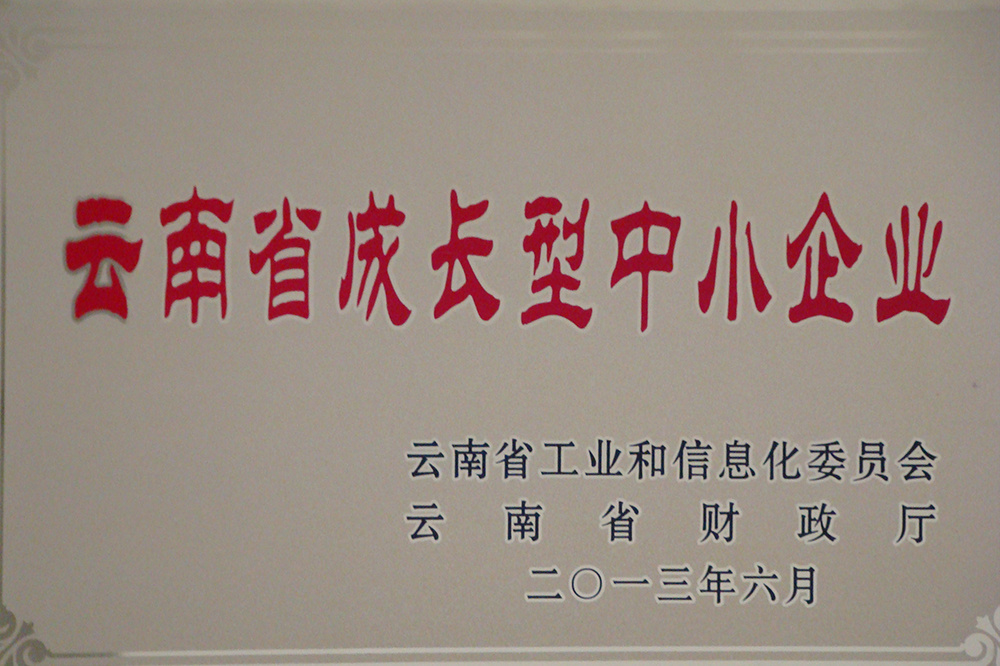 云南省成长型中小企业
云南省工业和信息化委员会
云南省财政厅
二〇一三年六月